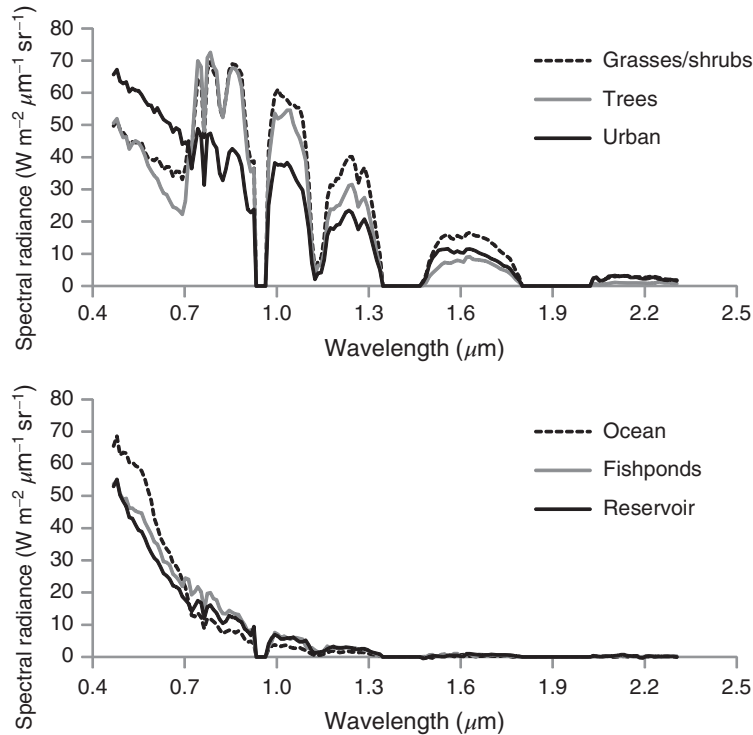 80
70
60
50
40
30
20
10
0
Spectral radiance (W m⁻² μm⁻¹ sr⁻¹)
Grasses/shrubs
Trees
Urban
0.4 0.7 1.0 1.3 1.6 1.9 2.2 2.5
Wavelength (μm)
80
70
60
50
40
30
20
10
0
Spectral radiance (W m⁻² μm⁻¹ sr⁻¹)
Ocean
Fishponds
Reservoir
0.4 0.7 1.0 1.3 1.6 1.9 2.2 2.5
Wavelength (μm)